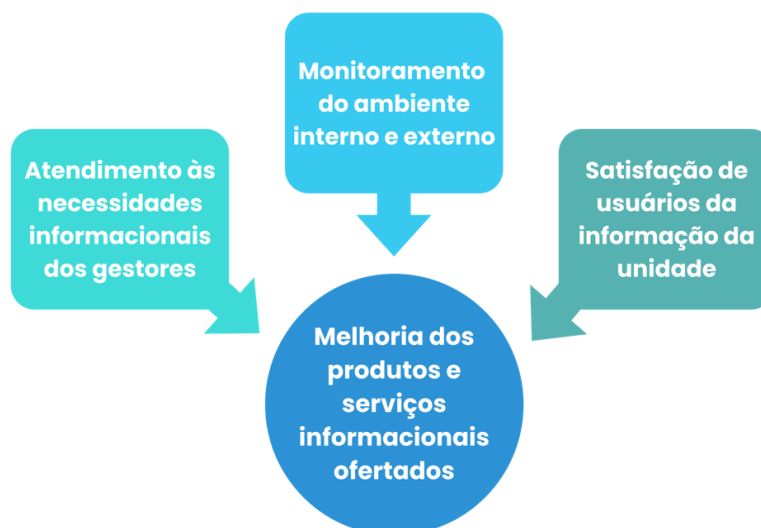 Monitoramento
do ambiente
interno e externo
Atendimento às
necessidades
informacionais
dos gestores
Satisfação de
usuários da
informação da
unidade
Melhoria dos
produtos e
serviços
informacionais
ofertados